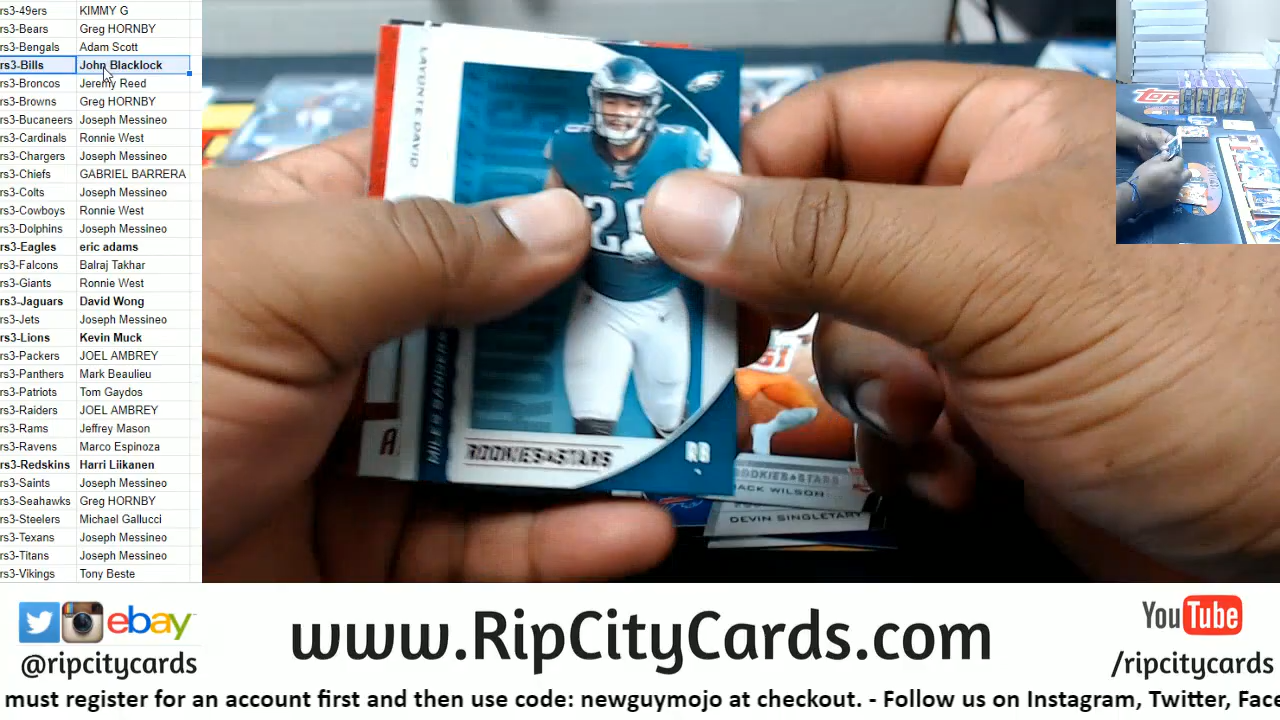 rs3-49ers KIMMY G
rs3-Bears Greg HORNBY
rs3-Bengals Adam Scott
rs3-Bills John Blacklock
rs3-Broncos Jeremy Reed
rs3-Browns Greg HORNBY
rs3-Bucaneers Joseph Messineo
rs3-Cardinals Ronnie West
rs3-Chargers Joseph Messineo
rs3-Chiefs GABRIEL BARRERA
rs3-Colts Joseph Messineo
rs3-Cowboys Ronnie West
rs3-Dolphins Joseph Messineo
rs3-Eagles eric adams
rs3-Falcons Balraj Takhar
rs3-Giants Ronnie West
rs3-Jaguars David Wong
rs3-Jets Joseph Messineo
rs3-Lions Kevin Muck
rs3-Packers JOEL AMBREY
rs3-Panthers Mark Beaulieu
rs3-Patriots Tom Gaydos
rs3-Raiders JOEL AMBREY
rs3-Rams Jeffrey Mason
rs3-Ravens Marco Espinoza
rs3-Redskins Harri Liikanen
rs3-Saints Joseph Messineo
rs3-Seahawks Greg HORNBY
rs3-Steelers Michael Gallucci
rs3-Texans Joseph Messineo
rs3-Titans Joseph Messineo
rs3-Vikings Tony Beste
LAVONTE DAVID
MILES SANDERS
26
ROOKIES & STARS
RB
51
ROOKIES & STARS
MACK WILSON
DEVIN SINGLETARY
TOPPS
ebay
@ripcitycards
www.RipCityCards.com
YouTube
/ripcitycards
must register for an account first and then use code: newguymojo at checkout. - Follow us on Instagram, Twitter, Face